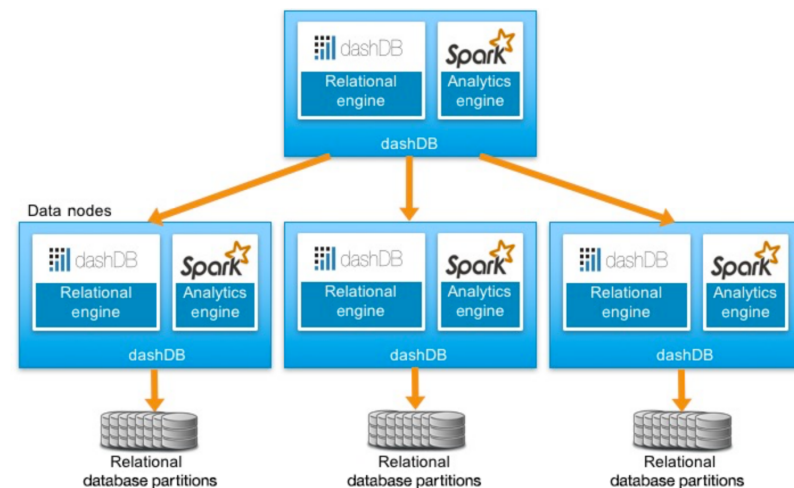 dashDB
Spark
Relational
engine
Analytics
engine
dashDB
Data nodes
dashDB
Spark
Relational
engine
Analytics
engine
dashDB
dashDB
Spark
Relational
engine
Analytics
engine
dashDB
dashDB
Spark
Relational
engine
Analytics
engine
dashDB
Relational
database partitions
Relational
database partitions
Relational
database partitions